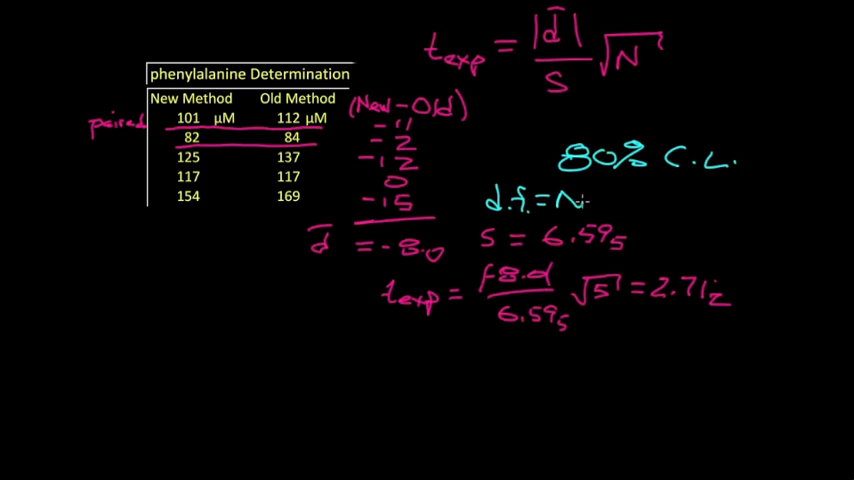 t_exp = |d̄| / S √N
phenylalanine Determination
New Method Old Method (New-Old)
paired 101 µM 112 µM -11
82 84 -2
125 137 -12
117 117 0
154 169 -15
80% C.L.
d.f. = N-
d̄ = -8.0 S = 6.59₅
t_exp = |-8.0| / 6.59₅ √5 = 2.71₂